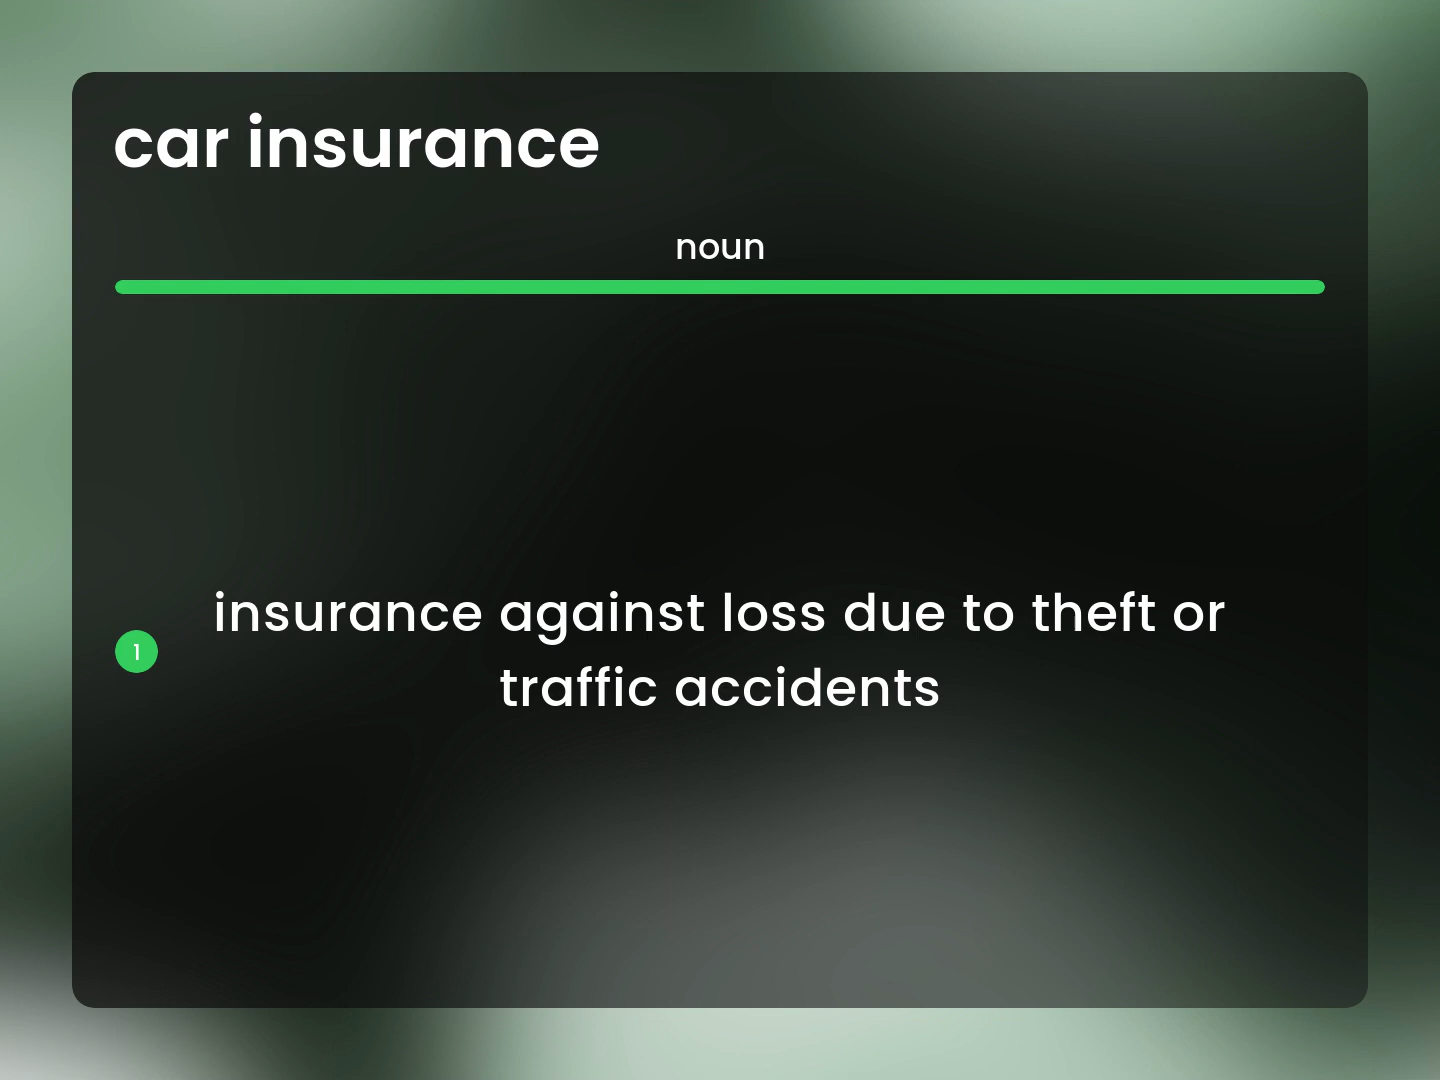 car insurance
noun
1
insurance against loss due to theft or
traffic accidents